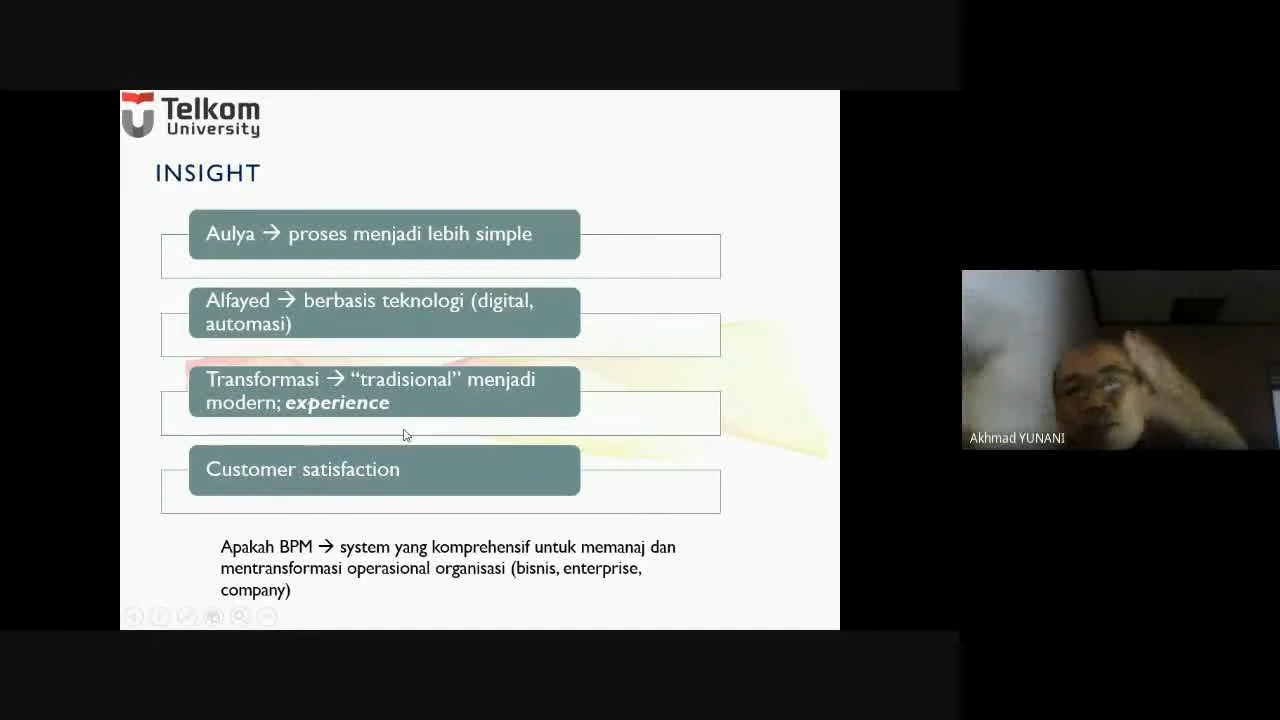 Telkom
University
INSIGHT
Aulya → proses menjadi lebih simple
Alfayed → berbasis teknologi (digital,
automasi)
Transformasi → “tradisional” menjadi
modern; experience
Customer satisfaction
Apakah BPM → system yang komprehensif untuk memanaj dan
mentransformasi operasional organisasi (bisnis, enterprise,
company)
Akhmad YUNANI